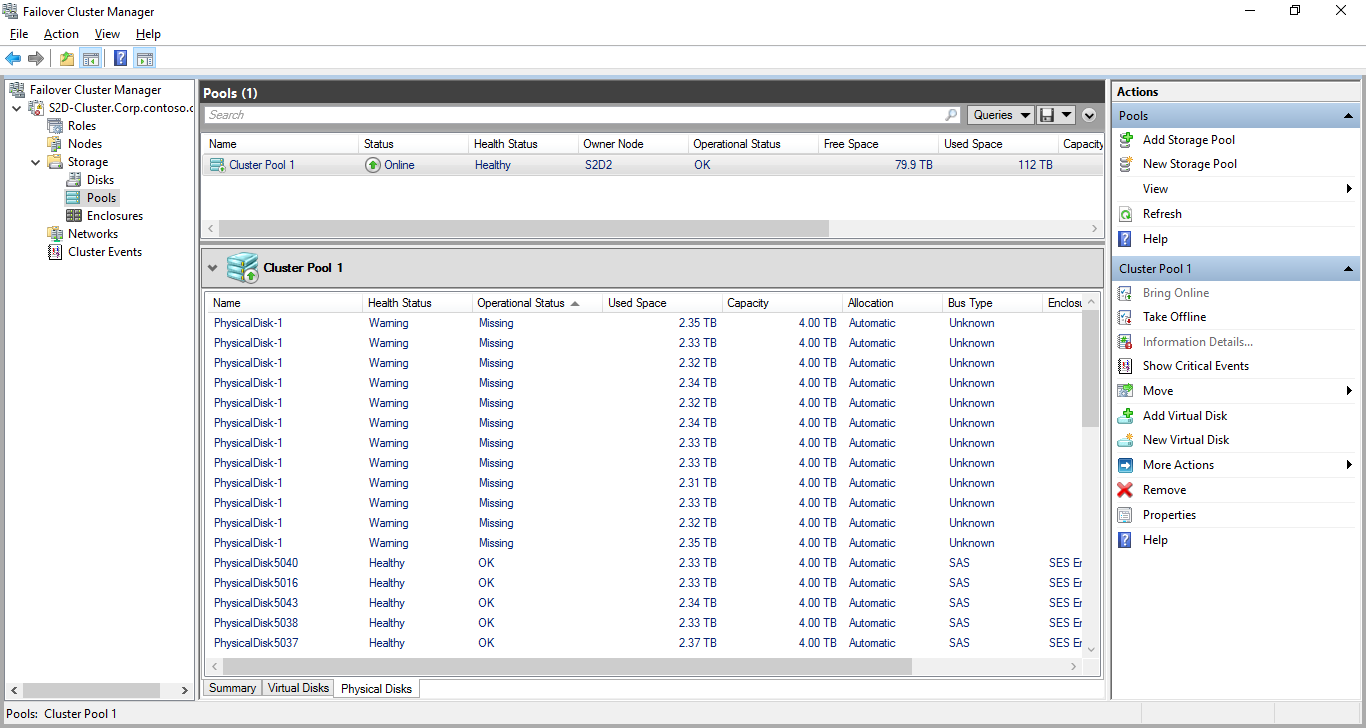 Failover Cluster Manager
File Action View Help
Failover Cluster Manager
S2D-Cluster.Corp.contoso.c
Roles
Nodes
Storage
Disks
Pools
Enclosures
Networks
Cluster Events
Pools (1)
Search
Queries
Name Status Health Status Owner Node Operational Status Free Space Used Space Capacity
Cluster Pool 1 Online Healthy S2D2 OK 79.9 TB 112 TB
Cluster Pool 1
Name Health Status Operational Status Used Space Capacity Allocation Bus Type Enclosu
PhysicalDisk-1 Warning Missing 2.35 TB 4.00 TB Automatic Unknown
PhysicalDisk-1 Warning Missing 2.33 TB 4.00 TB Automatic Unknown
PhysicalDisk-1 Warning Missing 2.32 TB 4.00 TB Automatic Unknown
PhysicalDisk-1 Warning Missing 2.34 TB 4.00 TB Automatic Unknown
PhysicalDisk-1 Warning Missing 2.32 TB 4.00 TB Automatic Unknown
PhysicalDisk-1 Warning Missing 2.34 TB 4.00 TB Automatic Unknown
PhysicalDisk-1 Warning Missing 2.33 TB 4.00 TB Automatic Unknown
PhysicalDisk-1 Warning Missing 2.33 TB 4.00 TB Automatic Unknown
PhysicalDisk-1 Warning Missing 2.31 TB 4.00 TB Automatic Unknown
PhysicalDisk-1 Warning Missing 2.33 TB 4.00 TB Automatic Unknown
PhysicalDisk-1 Warning Missing 2.32 TB 4.00 TB Automatic Unknown
PhysicalDisk-1 Warning Missing 2.35 TB 4.00 TB Automatic Unknown
PhysicalDisk5040 Healthy OK 2.33 TB 4.00 TB Automatic SAS SES Er
PhysicalDisk5016 Healthy OK 2.33 TB 4.00 TB Automatic SAS SES Er
PhysicalDisk5043 Healthy OK 2.34 TB 4.00 TB Automatic SAS SES Er
PhysicalDisk5038 Healthy OK 2.33 TB 4.00 TB Automatic SAS SES Er
PhysicalDisk5037 Healthy OK 2.37 TB 4.00 TB Automatic SAS SES Er
Summary Virtual Disks Physical Disks
Actions
Pools
Add Storage Pool
New Storage Pool
View
Refresh
Help
Cluster Pool 1
Bring Online
Take Offline
Information Details...
Show Critical Events
Move
Add Virtual Disk
New Virtual Disk
More Actions
Remove
Properties
Help
Pools: Cluster Pool 1